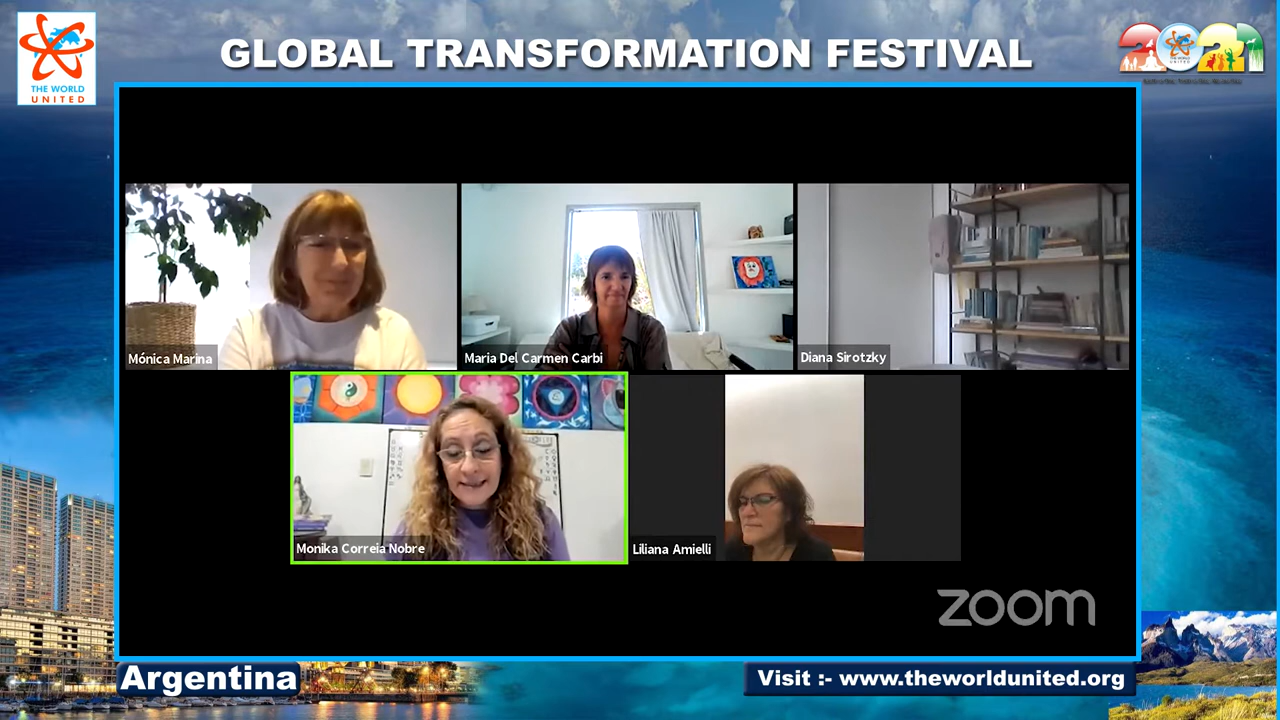 GLOBAL TRANSFORMATION FESTIVAL
THE WORLD
UNITED
2021
Mónica Marina
Maria Del Carmen Carbi
Diana Sirotzky
Monika Correia Nobre
Liliana Amielli
zoom
Argentina
Visit :- www.theworldunited.org